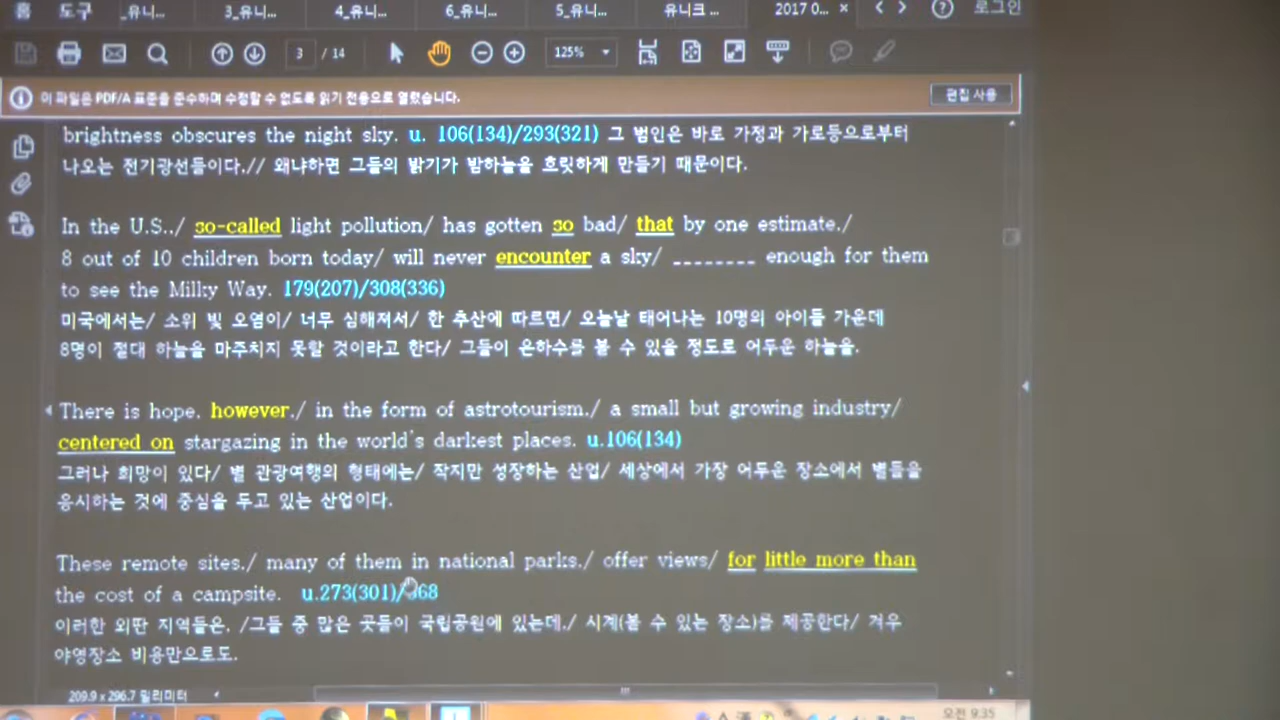 홈 도구 _유니... 3_유니... 4_유니... 6_유니... 5_유니... 유니크 ... 2017 0... × 로그인
3 / 14 125%
이 파일은 PDF/A 표준을 준수하며 수정할 수 없도록 읽기 전용으로 열렸습니다. 편집 사용
brightness obscures the night sky. u. 106(134)/293(321) 그 범인은 바로 가정과 가로등으로부터
나오는 전기광선들이다.// 왜냐하면 그들의 밝기가 밤하늘을 흐릿하게 만들기 때문이다.
In the U.S../ so-called light pollution/ has gotten so bad/ that by one estimate./
8 out of 10 children born today/ will never encounter a sky/ ________ enough for them
to see the Milky Way. 179(207)/308(336)
미국에서는/ 소위 빛 오염이/ 너무 심해져서/ 한 추산에 따르면/ 오늘날 태어나는 10명의 아이들 가운데
8명이 절대 하늘을 마주치지 못할 것이라고 한다/ 그들이 은하수를 볼 수 있을 정도로 어두운 하늘을.
There is hope. however./ in the form of astrotourism./ a small but growing industry/
centered on stargazing in the world's darkest places. u.106(134)
그러나 희망이 있다/ 별 관광여행의 형태에는/ 작지만 성장하는 산업/ 세상에서 가장 어두운 장소에서 별들을
응시하는 것에 중심을 두고 있는 산업이다.
These remote sites./ many of them in national parks./ offer views/ for little more than
the cost of a campsite. u.273(301)/ 68
이러한 외딴 지역들은. /그들 중 많은 곳들이 국립공원에 있는데./ 시계(볼 수 있는 장소)를 제공한다/ 겨우
야영장소 비용만으로도.
209.9 x 296.7 밀리미터
오전 9:35